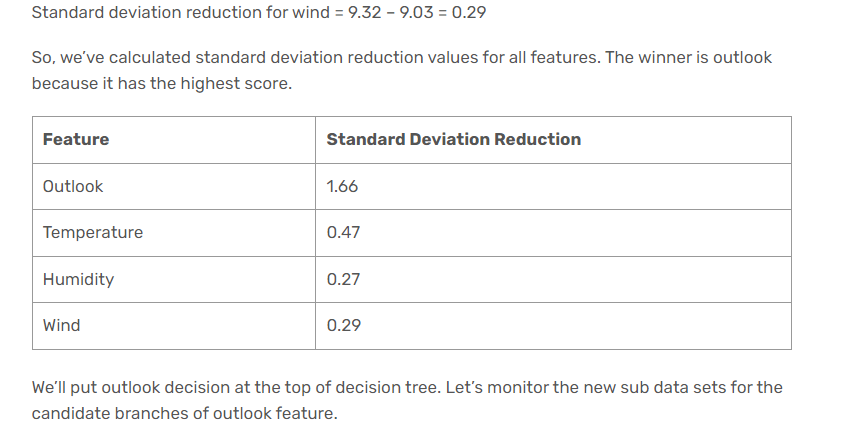 Standard deviation reduction for wind = 9.32 – 9.03 = 0.29
So, we've calculated standard deviation reduction values for all features. The winner is outlook
because it has the highest score.
Feature Standard Deviation Reduction
Outlook 1.66
Temperature 0.47
Humidity 0.27
Wind 0.29
We'll put outlook decision at the top of decision tree. Let's monitor the new sub data sets for the
candidate branches of outlook feature.